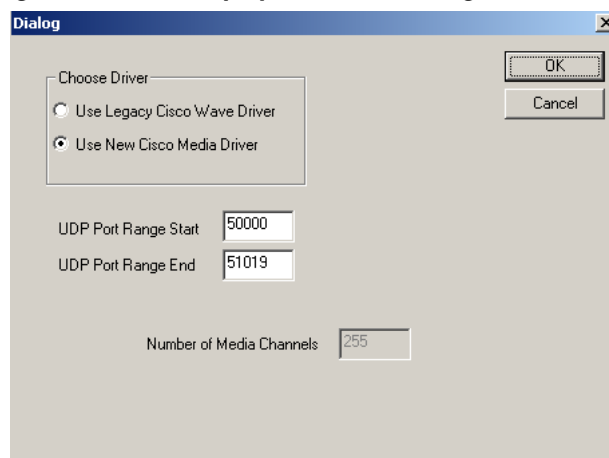 Dialog
Choose Driver
Use Legacy Cisco Wave Driver
Use New Cisco Media Driver
OK
Cancel
UDP Port Range Start 50000
UDP Port Range End 51019
Number of Media Channels 255